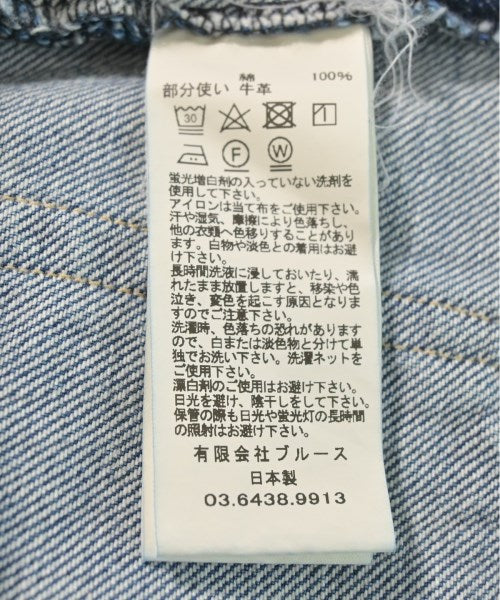 綿 100%
部分使い 牛革
30
F W
蛍光増白剤の入っていない洗剤を
使用して下さい。
アイロンは当て布をご使用下さい。
汗や湿気、摩擦により色落ちし、
他の衣類へ色移りすることがあり
ます。白物や淡色との着用はお避
け下さい。
長時間洗液に浸しておいたり、濡
れたまま放置しますと、移染や色
泣き、変色を起こす原因となりま
すのでご注意下さい。
洗濯時、色落ちの恐れがあります
ので、白または淡色物と分けて単
独でお洗い下さい。洗濯ネットを
ご使用下さい。
漂白剤のご使用はお避け下さい。
日光を避け、陰干しをして下さい。
保管の際も日光や蛍光灯の長時間
の照射はお避け下さい。
有限会社ブルース
日本製
03.6438.9913